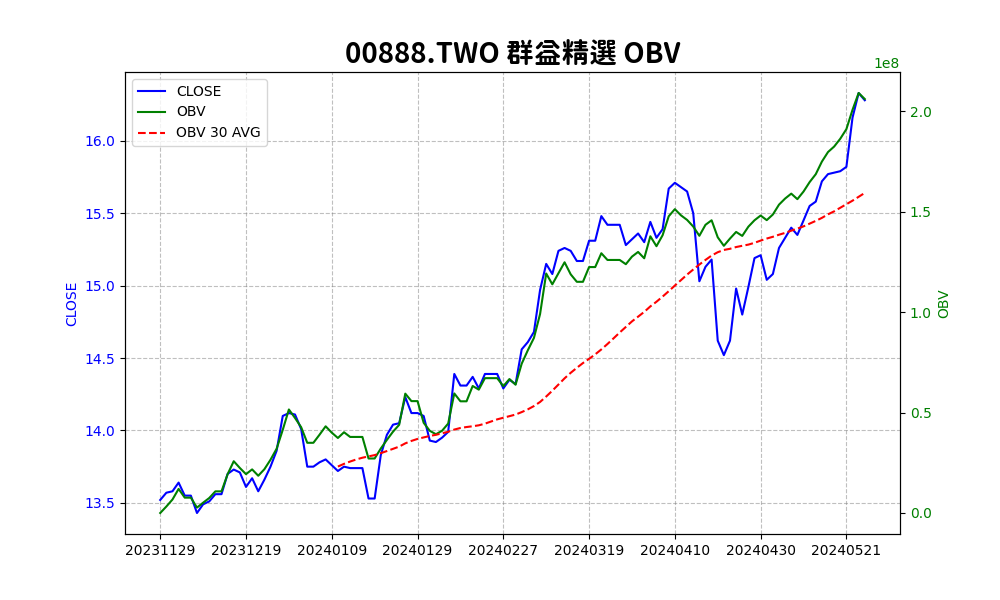 00888.TWO 群益精選 OBV
1e8
CLOSE
OBV
OBV 30 AVG
16.0
15.5
15.0
14.5
14.0
13.5
CLOSE
2.0
1.5
1.0
0.5
0.0
OBV
20231129 20231219 20240109 20240129 20240227 20240319 20240410 20240430 20240521